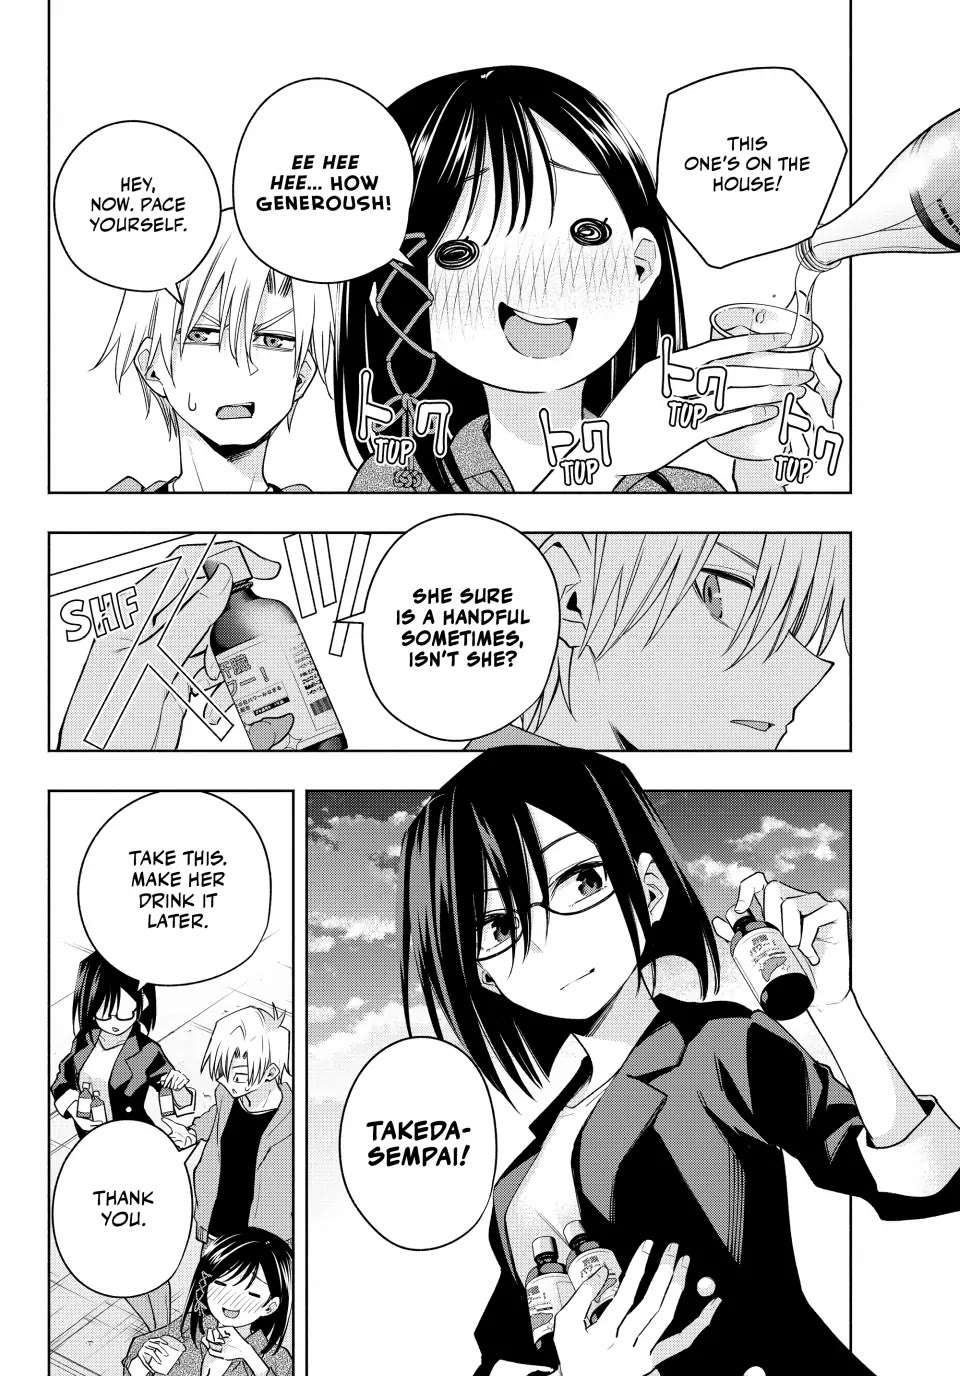 THIS
ONE'S ON THE
HOUSE!
EE HEE
HEE... HOW
GENEROUSH!
HEY,
NOW. PACE
YOURSELF.
トク
TUP
トク
TUP
トク
TUP
トク
TUP
SHE SURE
IS A HANDFUL
SOMETIMES,
ISN'T SHE?
SHF
TAKEDA-
SEMPAI!
TAKE THIS.
MAKE HER
DRINK IT
LATER.
THANK
YOU.